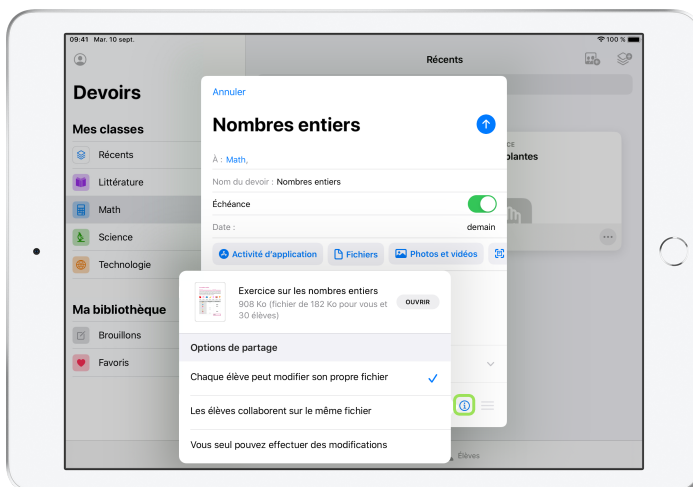 09:41 Mar. 10 sept.
100 %
Récents
Devoirs
Mes classes
Récents
Littérature
Math
Science
Technologie
Ma bibliothèque
Brouillons
Favoris
Annuler
Nombres entiers
À : Math,
Nom du devoir : Nombres entiers
Échéance
Date : demain
Activité d'application Fichiers Photos et vidéos
Exercice sur les nombres entiers
908 Ko (fichier de 182 Ko pour vous et
30 élèves)
OUVRIR
Options de partage
Chaque élève peut modifier son propre fichier
Les élèves collaborent sur le même fichier
Vous seul pouvez effectuer des modifications
Élèves